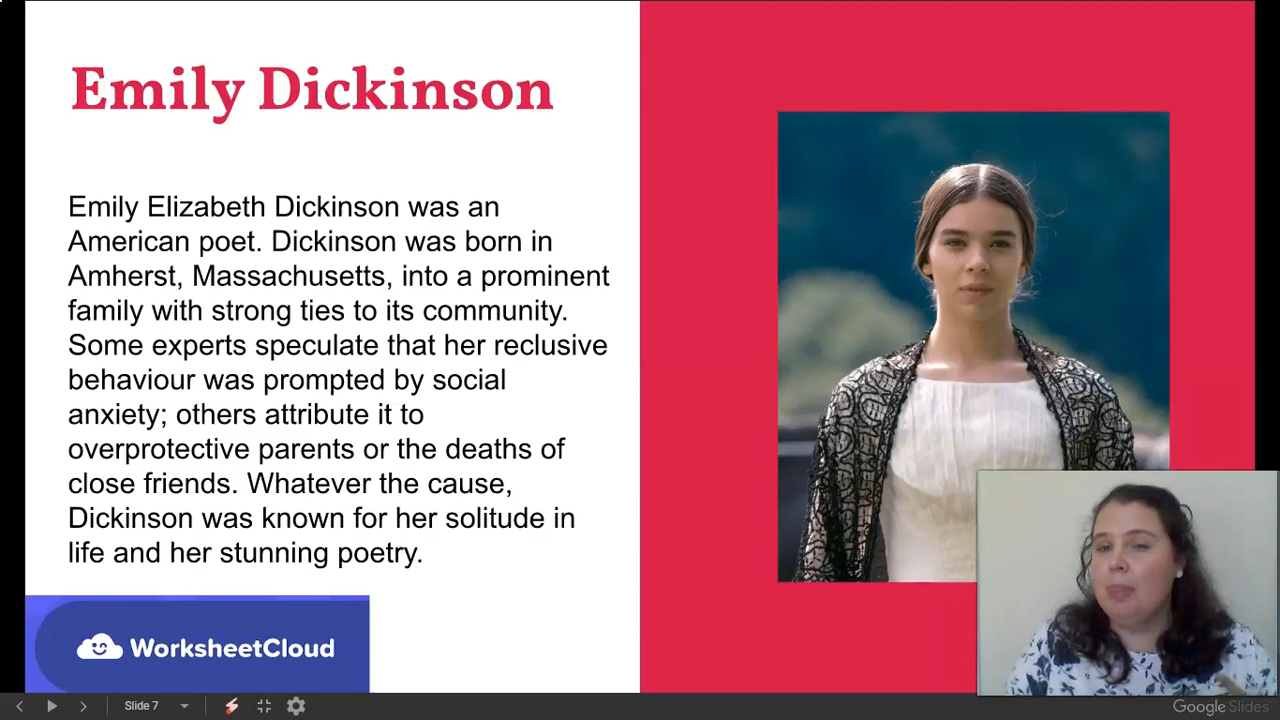 Emily Dickinson
Emily Elizabeth Dickinson was an
American poet. Dickinson was born in
Amherst, Massachusetts, into a prominent
family with strong ties to its community.
Some experts speculate that her reclusive
behaviour was prompted by social
anxiety; others attribute it to
overprotective parents or the deaths of
close friends. Whatever the cause,
Dickinson was known for her solitude in
life and her stunning poetry.
WorksheetCloud
Slide 7
Google Slides